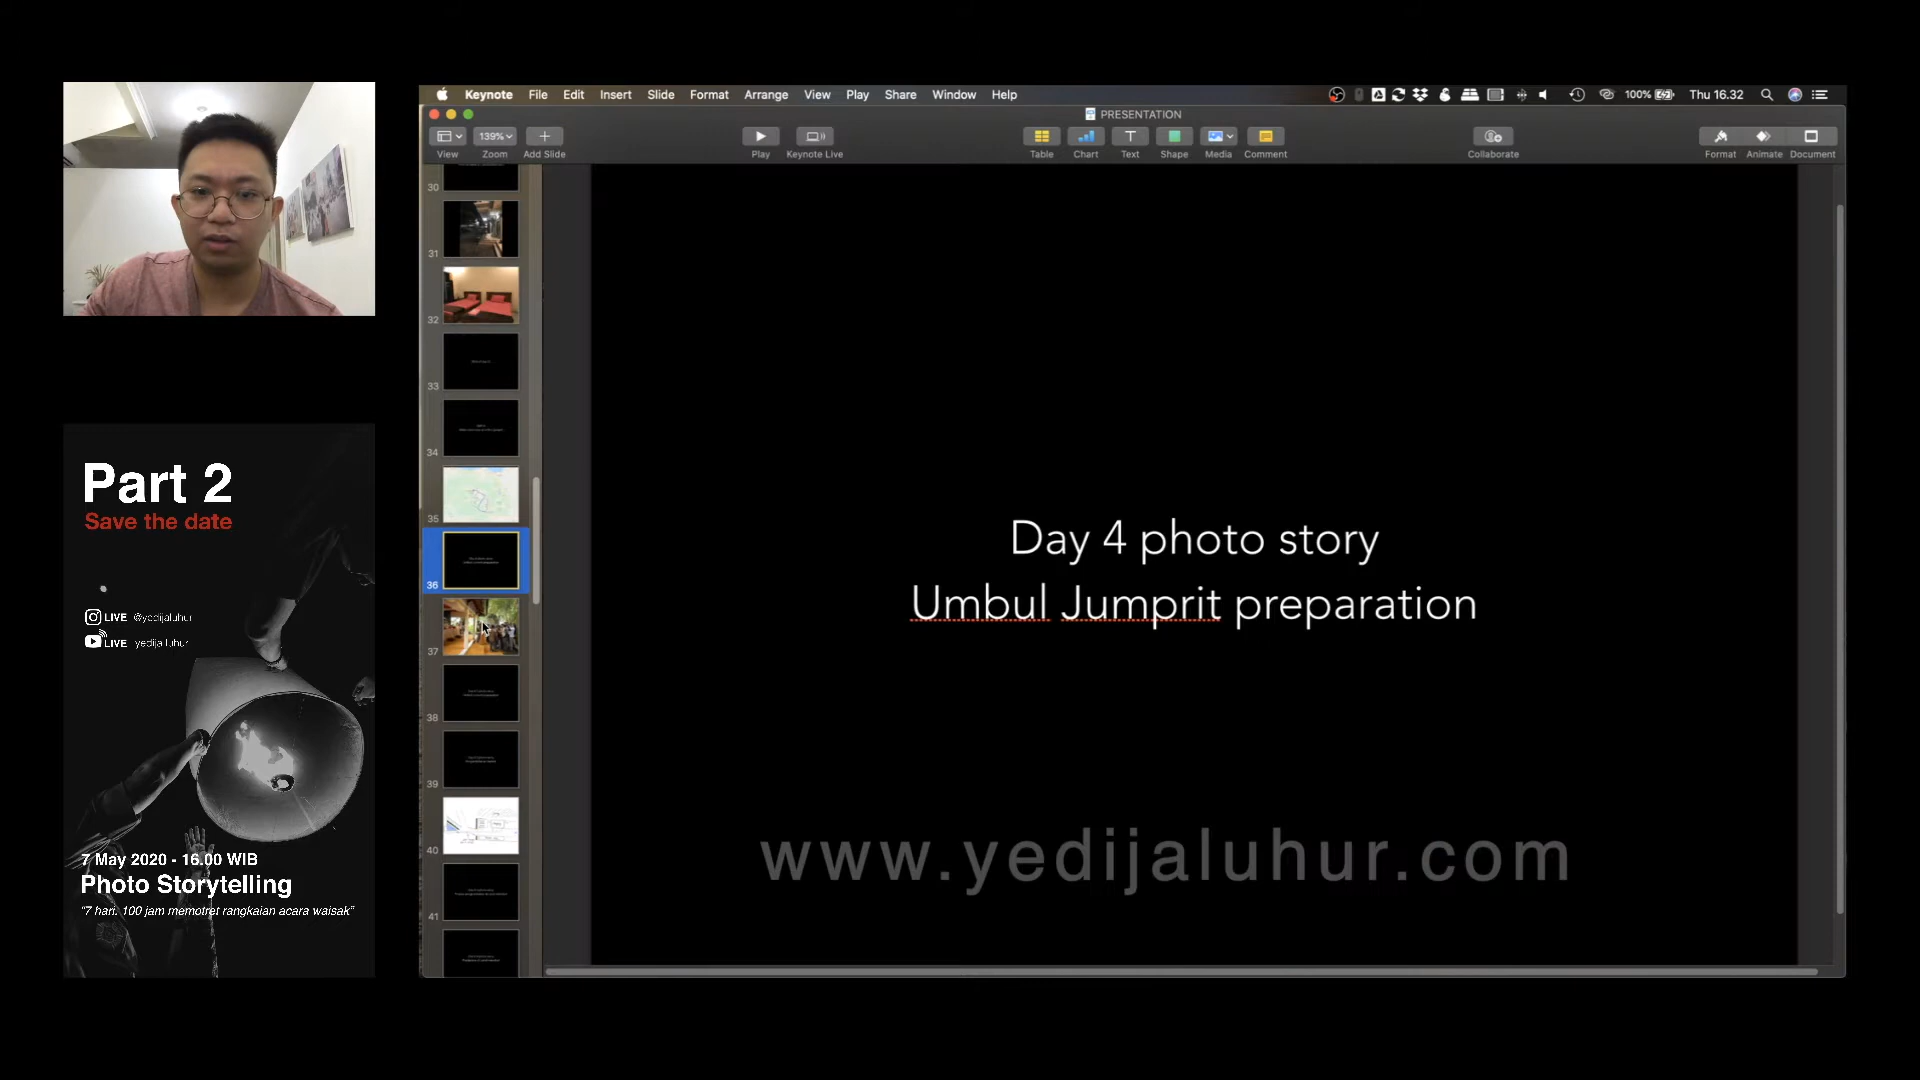 Keynote File Edit Insert Slide Format Arrange View Play Share Window Help
100% Thu 16.32
PRESENTATION
139%
View Zoom Add Slide Play Keynote Live Table Chart Text Shape Media Comment Collaborate Format Animate Document
30
31
32
33
34
35
36
37
38
39
40
41
Day 4 photo story
Umbul Jumprit preparation
www.yedijaluhur.com
Part 2
Save the date
LIVE @yedijaluhur
LIVE yedijaluhur
7 May 2020 - 16.00 WIB
Photo Storytelling
"7 hari. 100 jam memotret rangkaian acara waisak"